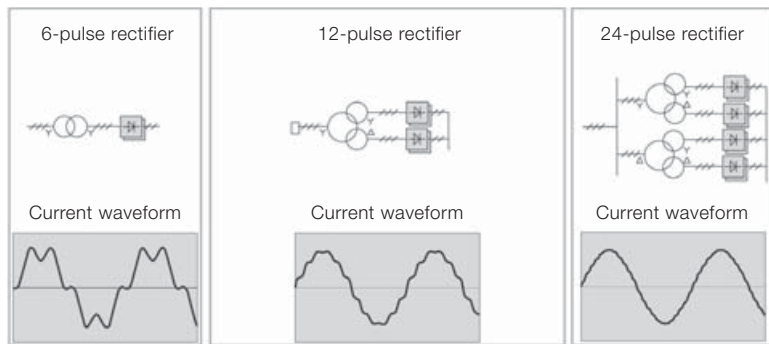 6-pulse rectifier
12-pulse rectifier
24-pulse rectifier
Current waveform
Current waveform
Current waveform